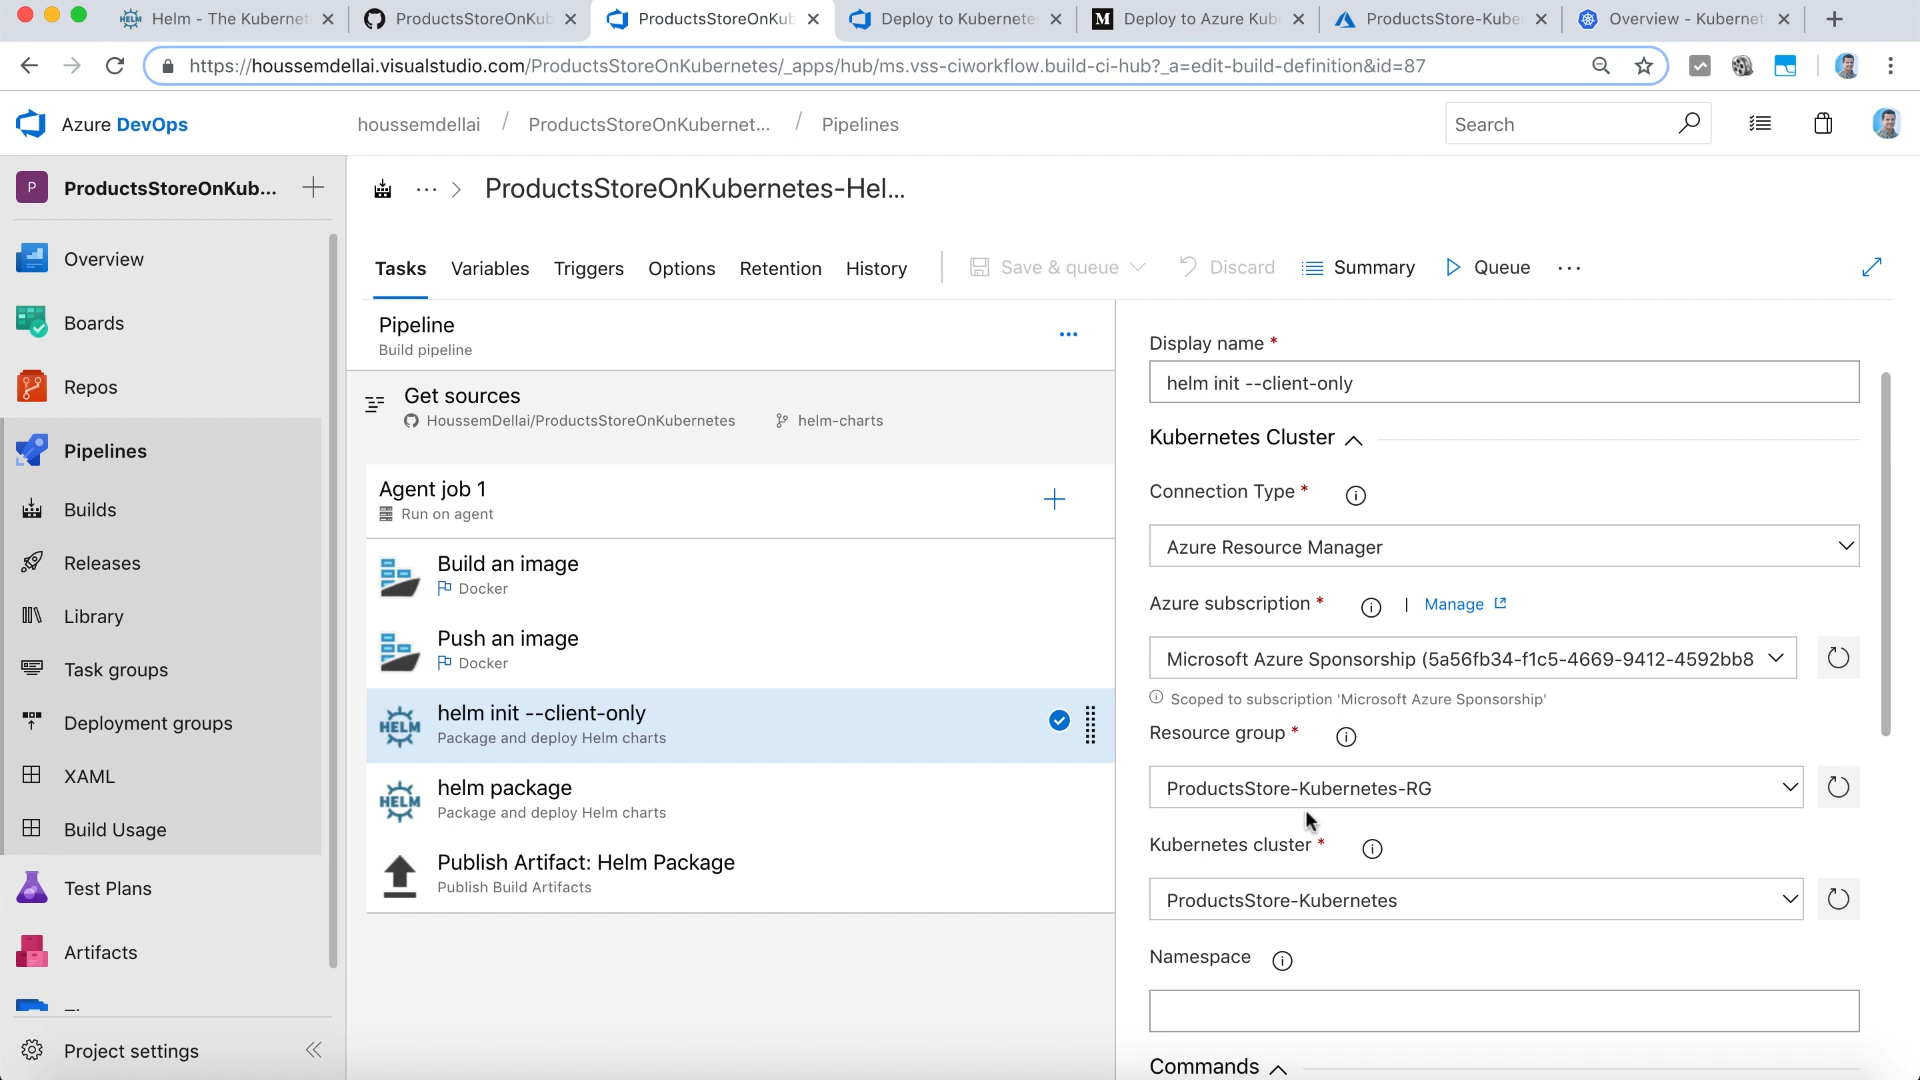 HELM Helm - The Kubernet
ProductsStoreOnKub
ProductsStoreOnKub
Deploy to Kubernete
M Deploy to Azure Kub
ProductsStore-Kuber
Overview - Kubernet
https://houssemdellai.visualstudio.com/ProductsStoreOnKubernetes/_apps/hub/ms.vss-ciworkflow.build-ci-hub?_a=edit-build-definition&id=87
Azure DevOps
houssemdellai / ProductsStoreOnKubernet... / Pipelines
Search
P ProductsStoreOnKub...
Overview
Boards
Repos
Pipelines
Builds
Releases
Library
Task groups
Deployment groups
XAML
Build Usage
Test Plans
Artifacts
Project settings
... > ProductsStoreOnKubernetes-Hel...
Tasks Variables Triggers Options Retention History
Save & queue Discard Summary Queue ...
Pipeline
Build pipeline
Get sources
HoussemDellai/ProductsStoreOnKubernetes helm-charts
Agent job 1
Run on agent
Build an image
Docker
Push an image
Docker
HELM
helm init --client-only
Package and deploy Helm charts
HELM
helm package
Package and deploy Helm charts
Publish Artifact: Helm Package
Publish Build Artifacts
Display name *
helm init --client-only
Kubernetes Cluster
Connection Type *
Azure Resource Manager
Azure subscription * | Manage
Microsoft Azure Sponsorship (5a56fb34-f1c5-4669-9412-4592bb8
Scoped to subscription 'Microsoft Azure Sponsorship'
Resource group *
ProductsStore-Kubernetes-RG
Kubernetes cluster *
ProductsStore-Kubernetes
Namespace
Commands